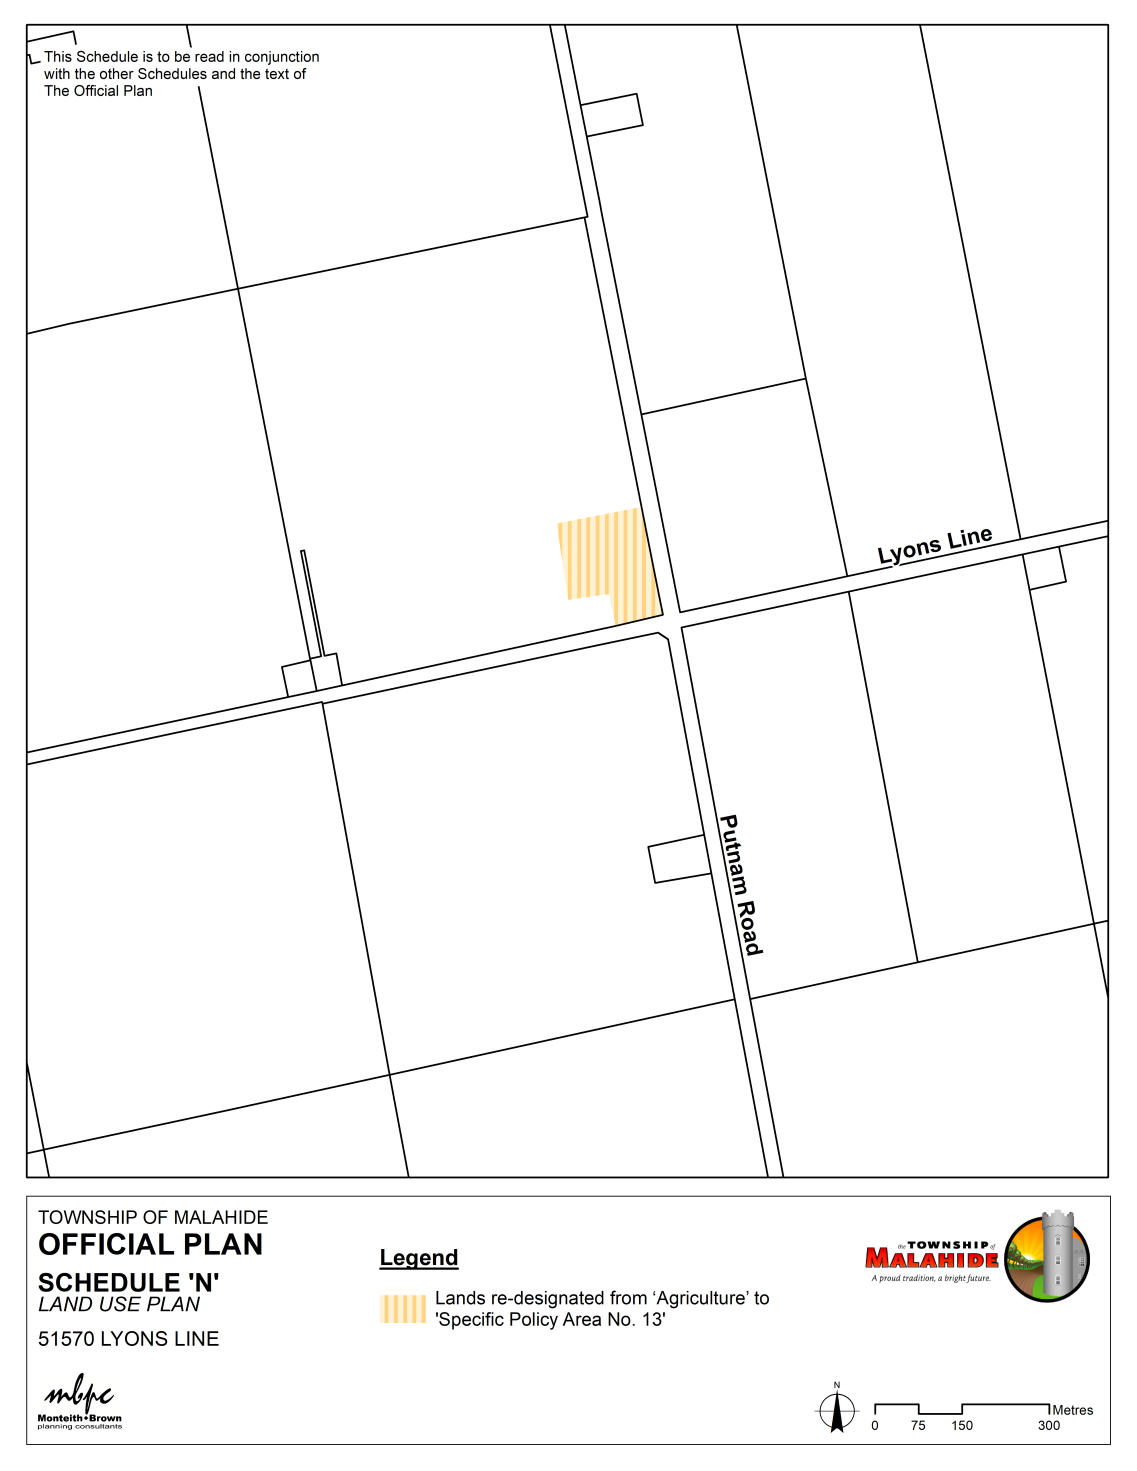 This Schedule is to be read in conjunction
with the other Schedules and the text of
The Official Plan
Lyons Line
Putnam Road
TOWNSHIP OF MALAHIDE
OFFICIAL PLAN
SCHEDULE 'N'
LAND USE PLAN
51570 LYONS LINE
mbpc
Monteith•Brown
planning consultants
Legend
Lands re-designated from ‘Agriculture’ to
'Specific Policy Area No. 13'
the TOWNSHIP of
MALAHIDE
A proud tradition, a bright future.
N
Metres
0 75 150 300